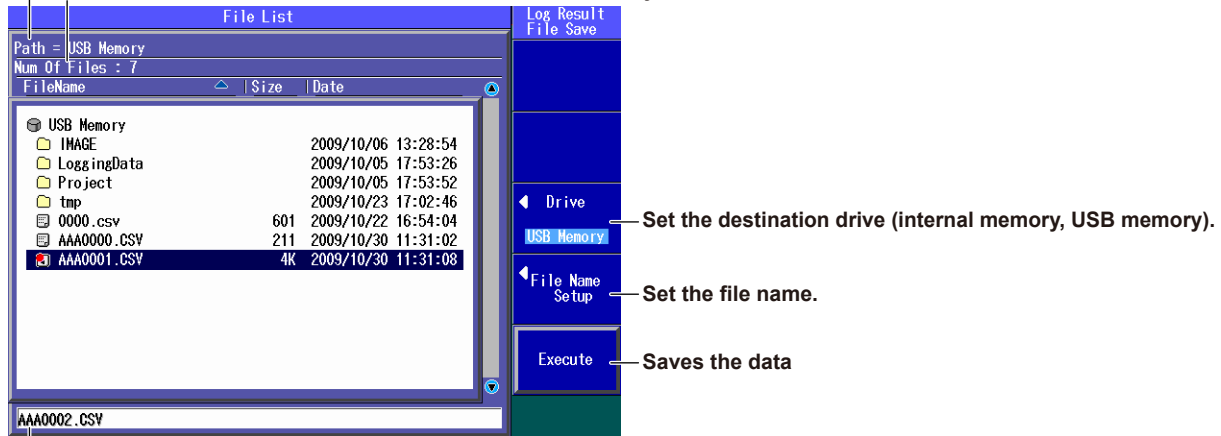 File List
Log Result
File Save
Path = USB Memory
Num Of Files : 7
FileName |Size |Date
USB Memory
IMAGE 2009/10/06 13:28:54
LoggingData 2009/10/05 17:53:26
Project 2009/10/05 17:53:52
tmp 2009/10/23 17:02:46
0000.csv 601 2009/10/22 16:54:04
AAA0000.CSV 211 2009/10/30 11:31:02
AAA0001.CSV 4K 2009/10/30 11:31:08
Drive
USB Memory
Set the destination drive (internal memory, USB memory).
File Name
Setup
Set the file name.
Execute
Saves the data
AAA0002.CSV